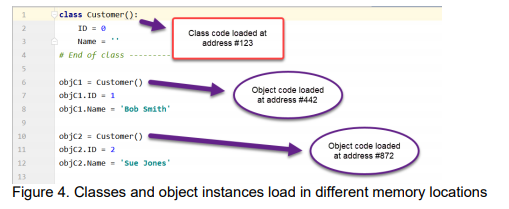 1 class Customer():
2 ID = 0
3 Name = ''
4 # End of class ----------
5
6 objC1 = Customer()
7 objC1.ID = 1
8 objC1.Name = 'Bob Smith'
9
10 objC2 = Customer()
11 objC2.ID = 2
12 objC2.Name = 'Sue Jones'
13
Class code loaded at
address #123
Object code loaded
at address #442
Object code loaded
at address #872
Figure 4. Classes and object instances load in different memory locations